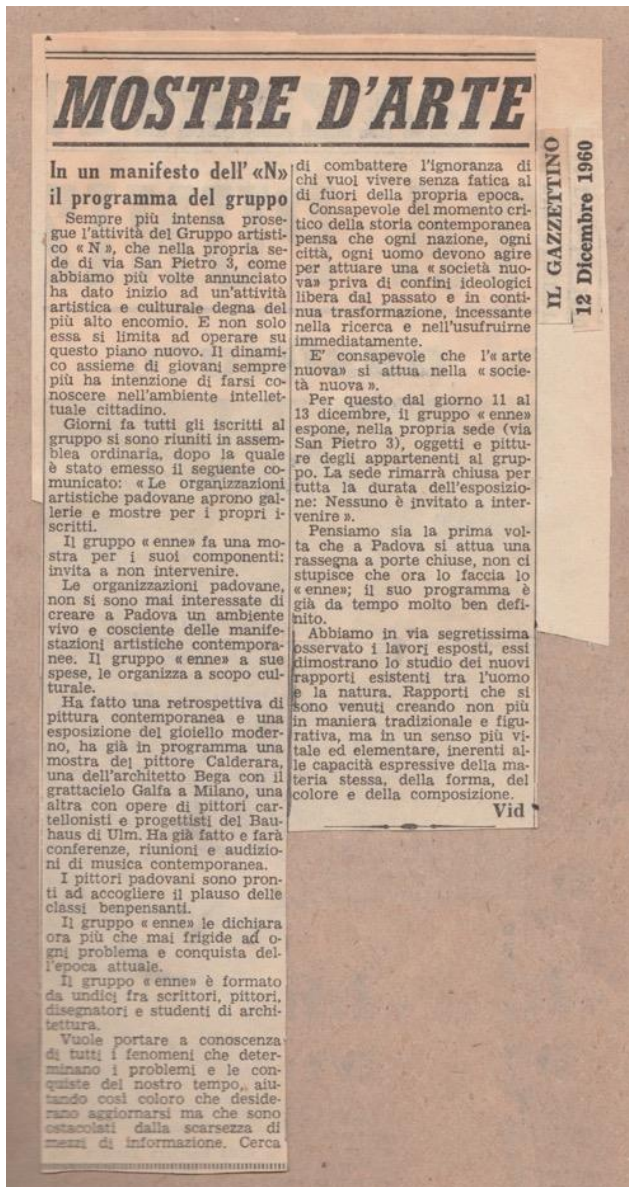 MOSTRE D'ARTE
In un manifesto dell' «N»
il programma del gruppo
Sempre più intensa prose-
gue l'attività del Gruppo artisti-
co «N», che nella propria se-
de di via San Pietro 3, come
abbiamo più volte annunciato
ha dato inizio ad un'attività
artistica e culturale degna del
più alto encomio. E non solo
essa si limita ad operare su
questo piano nuovo. Il dinami-
co assieme di giovani sempre
più ha intenzione di farsi co-
noscere nell'ambiente intellet-
tuale cittadino.
Giorni fa tutti gli iscritti al
gruppo si sono riuniti in assem-
blea ordinaria, dopo la quale
è stato emesso il seguente co-
municato: «Le organizzazioni
artistiche padovane aprono gal-
lerie e mostre per i propri i-
scritti.
Il gruppo «enne» fa una mo-
stra per i suoi componenti:
invita a non intervenire.
Le organizzazioni padovane,
non si sono mai interessate di
creare a Padova un ambiente
vivo e cosciente delle manife-
stazioni artistiche contempora-
nee. Il gruppo «enne» a sue
spese, le organizza a scopo cul-
turale.
Ha fatto una retrospettiva di
pittura contemporanea e una
esposizione del gioiello moder-
no, ha già in programma una
mostra del pittore Calderara,
una dell'architetto Bega con il
grattacielo Galfa a Milano, una
altra con opere di pittori car-
tellonisti e progettisti del Bau-
haus di Ulm. Ha già fatto e farà
conferenze, riunioni e audizio-
ni di musica contemporanea.
I pittori padovani sono pron-
ti ad accogliere il plauso delle
classi benpensanti.
Il gruppo «enne» le dichiara
ora più che mai frigide ad o-
gni problema e conquista del-
l'epoca attuale.
Il gruppo «enne» è formato
da undici fra scrittori, pittori,
disegnatori e studenti di archi-
tettura.
Vuole portare a conoscenza
di tutti i fenomeni che deter-
minano i problemi e le con-
quiste del nostro tempo, aiu-
tando così coloro che deside-
rano aggiornarsi ma che sono
ostacolati dalla scarsezza di
mezzi di informazione. Cerca
di combattere l'ignoranza di
chi vuol vivere senza fatica al
di fuori della propria epoca.
Consapevole del momento cri-
tico della storia contemporanea
pensa che ogni nazione, ogni
città, ogni uomo devono agire
per attuare una «società nuo-
va» priva di confini ideologici
libera dal passato e in conti-
nua trasformazione, incessante
nella ricerca e nell'usufruirne
immediatamente.
E' consapevole che l'«arte
nuova» si attua nella «socie-
tà nuova».
Per questo dal giorno 11 al
13 dicembre, il gruppo «enne»
espone, nella propria sede (via
San Pietro 3), oggetti e pittu-
re degli appartenenti al grup-
po. La sede rimarrà chiusa per
tutta la durata dell'esposizio-
ne: Nessuno è invitato a inter-
venire».
Pensiamo sia la prima vol-
ta che a Padova si attua una
rassegna a porte chiuse, non ci
stupisce che ora lo faccia lo
«enne»; il suo programma è
già da tempo molto ben defi-
nito.
Abbiamo in via segretissima
osservato i lavori esposti, essi
dimostrano lo studio dei nuovi
rapporti esistenti tra l'uomo
e la natura. Rapporti che si
sono venuti creando non più
in maniera tradizionale e figu-
rativa, ma in un senso più vi-
tale ed elementare, inerenti al-
le capacità espressive della ma-
teria stessa, della forma, del
colore e della composizione.
Vid
IL GAZZETTINO
12 Dicembre 1960